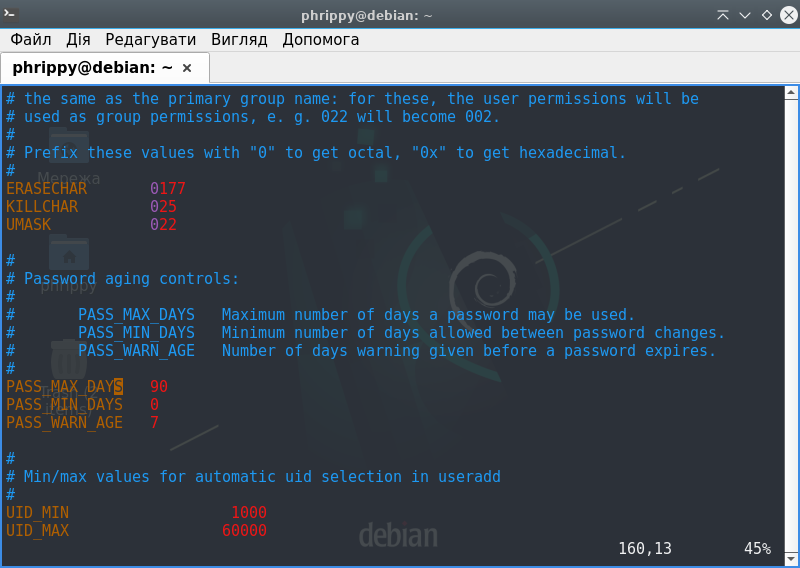 phrippy@debian: ~
Файл Дія Редагувати Вигляд Допомога
phrippy@debian: ~ ×
# the same as the primary group name: for these, the user permissions will be
# used as group permissions, e. g. 022 will become 002.
#
# Prefix these values with "0" to get octal, "0x" to get hexadecimal.
#
Мережа
ERASECHAR 0177
KILLCHAR 025
UMASK 022
#
# Password aging controls:
#
phrippy
# PASS_MAX_DAYS Maximum number of days a password may be used.
# PASS_MIN_DAYS Minimum number of days allowed between password changes.
# PASS_WARN_AGE Number of days warning given before a password expires.
#
PASS_MAX_DAYS 90
PASS_MIN_DAYS 0
PASS_WARN_AGE 7
#
# Min/max values for automatic uid selection in useradd
#
UID_MIN 1000
UID_MAX 60000
debian
160,13 45%